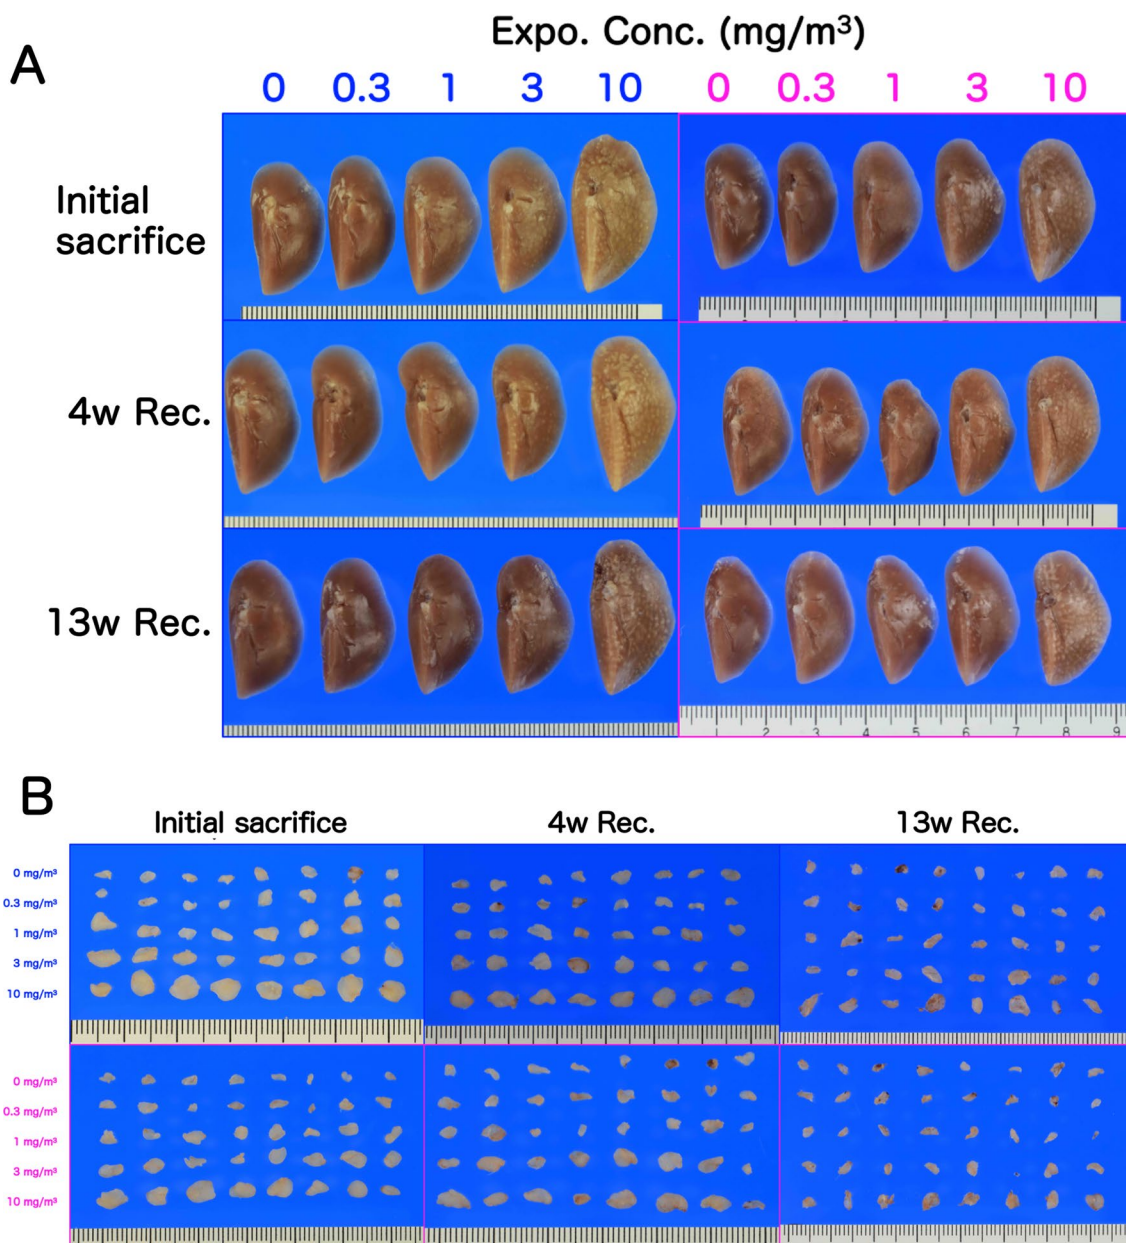 Expo. Conc. (mg/m³)
A
0 0.3 1 3 10 0 0.3 1 3 10
Initial
sacrifice
4w Rec.
13w Rec.
1 2 3 4 5 6 7 8 9
B
Initial sacrifice 4w Rec. 13w Rec.
0 mg/m³
0.3 mg/m³
1 mg/m³
3 mg/m³
10 mg/m³
0 mg/m³
0.3 mg/m³
1 mg/m³
3 mg/m³
10 mg/m³